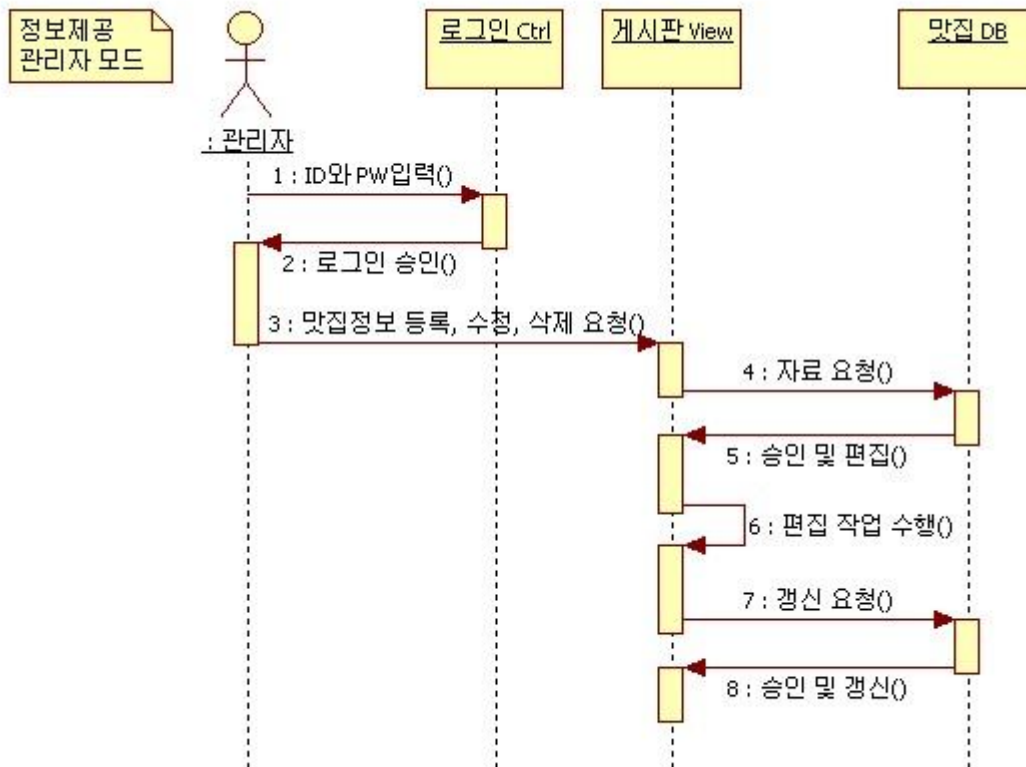 정보제공
관리자 모드
로그인 Ctrl
게시판 View
맛집 DB
: 관리자
1 : ID와 PW입력()
2 : 로그인 승인()
3 : 맛집정보 등록, 수정, 삭제 요청()
4 : 자료 요청()
5 : 승인 및 편집()
6 : 편집 작업 수행()
7 : 갱신 요청()
8 : 승인 및 갱신()